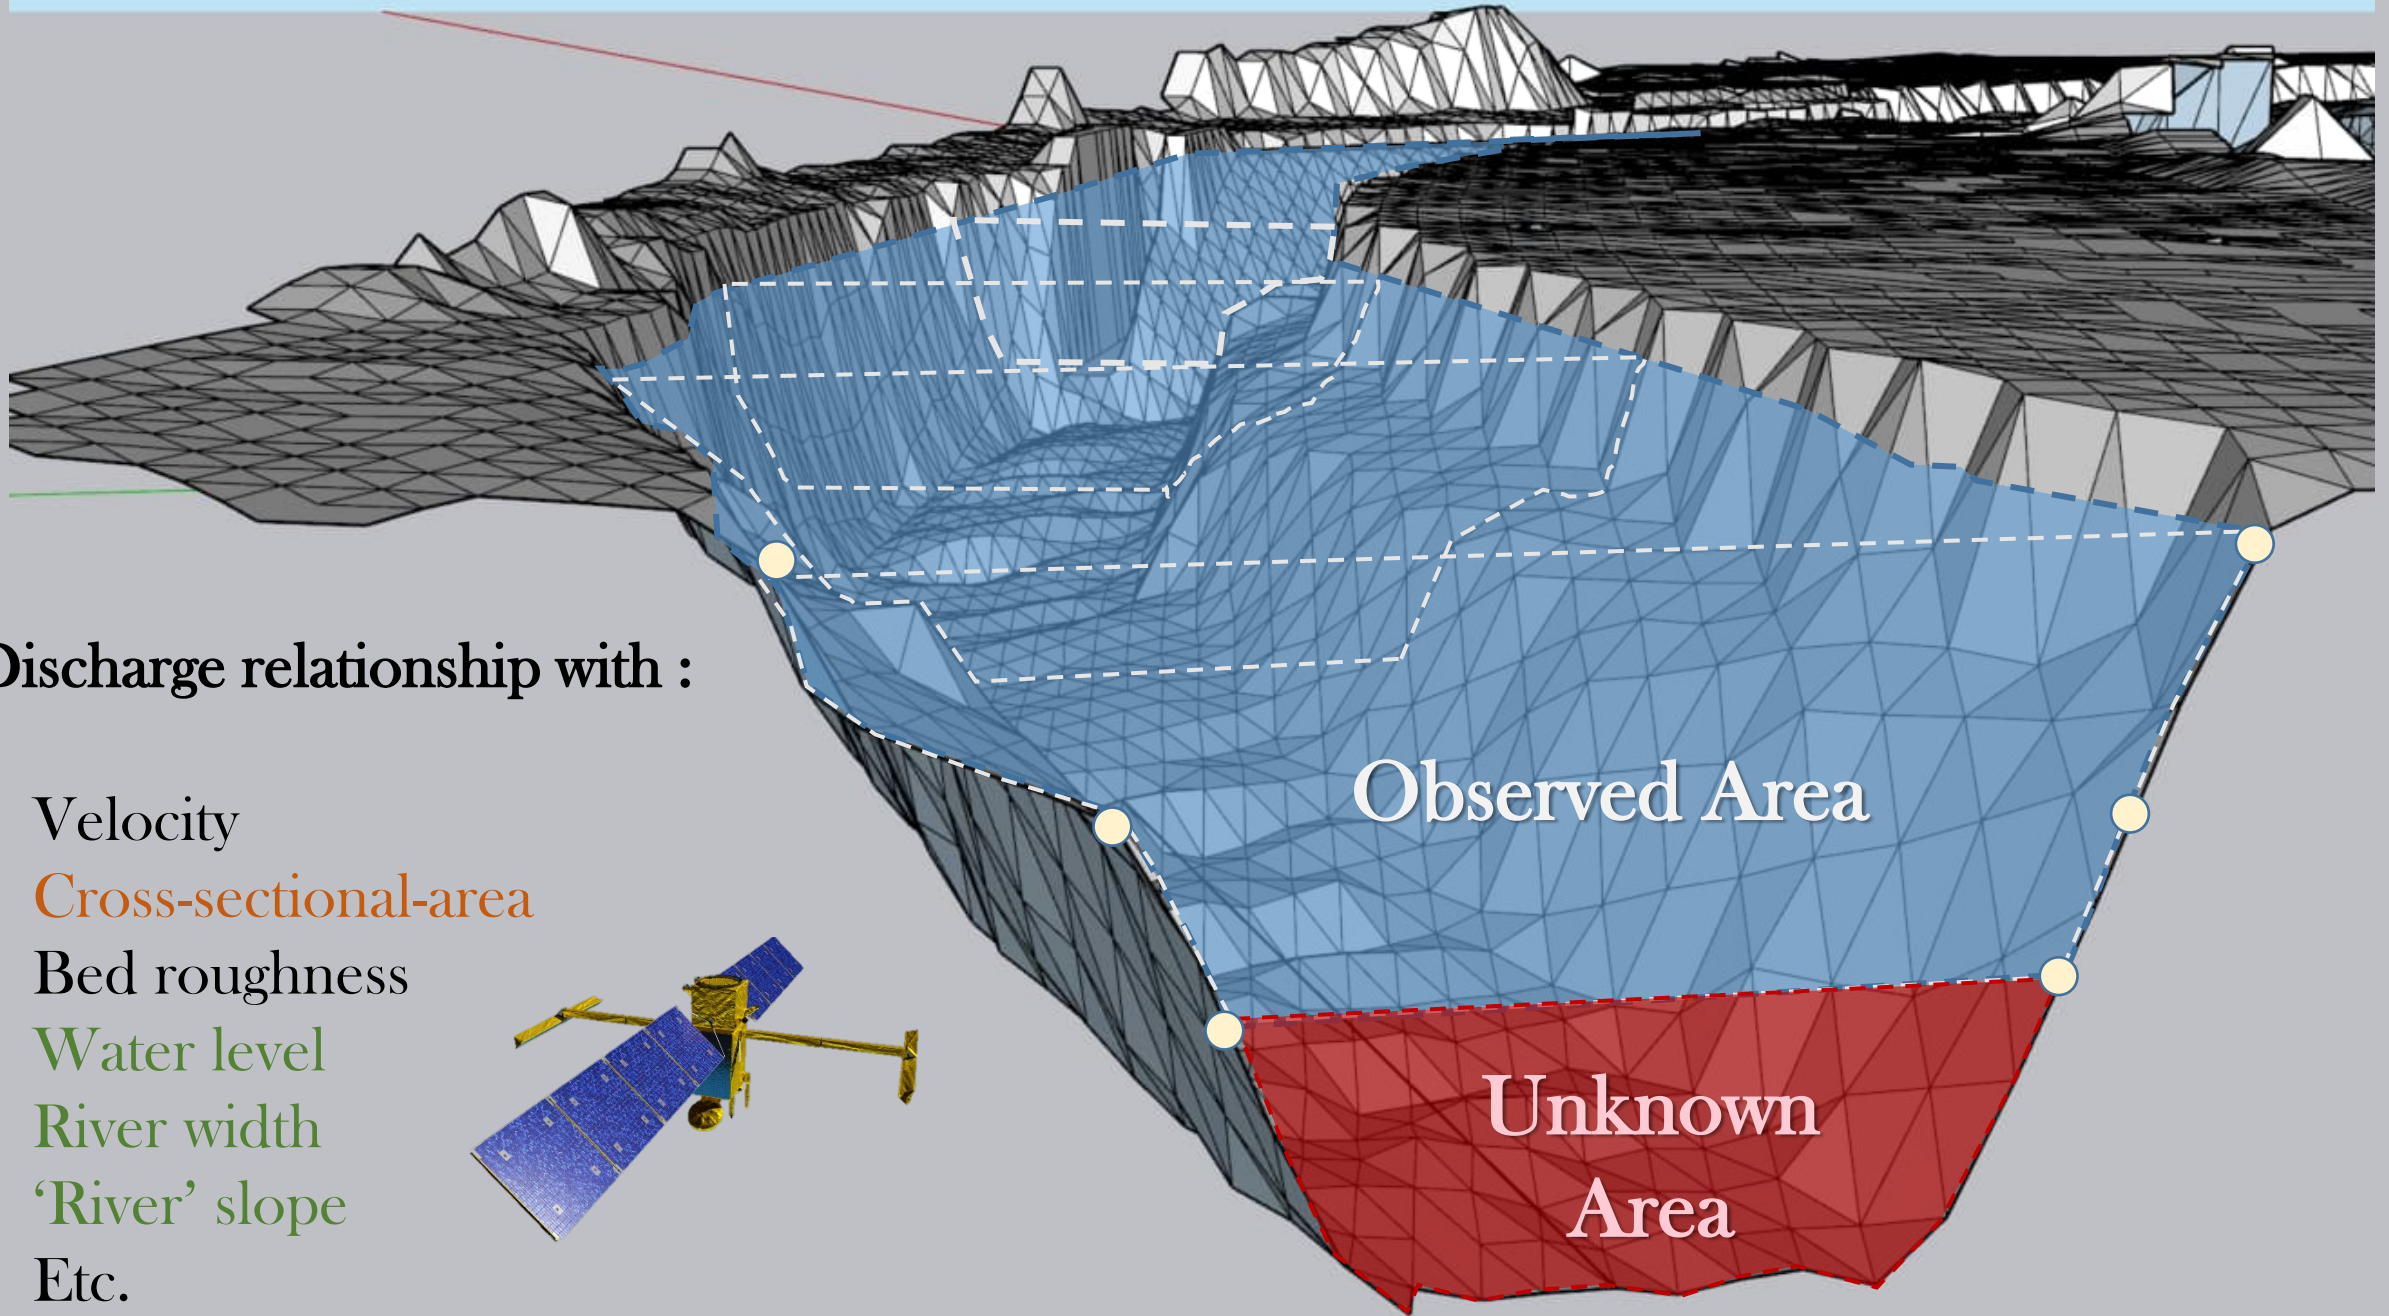 Discharge relationship with :
Velocity
Cross-sectional-area
Bed roughness
Water level
River width
‘River’ slope
Etc.
Observed Area
Unknown
Area